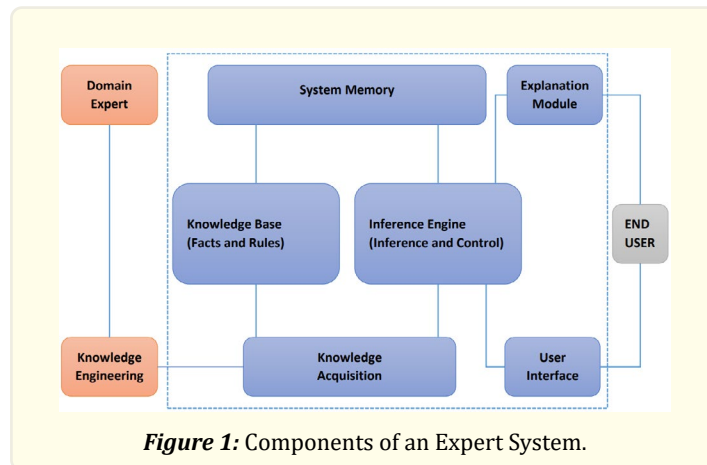 Domain
Expert
System Memory
Explanation
Module
Knowledge Base
(Facts and Rules)
Inference Engine
(Inference and Control)
END
USER
Knowledge
Engineering
Knowledge
Acquisition
User
Interface
Figure 1: Components of an Expert System.